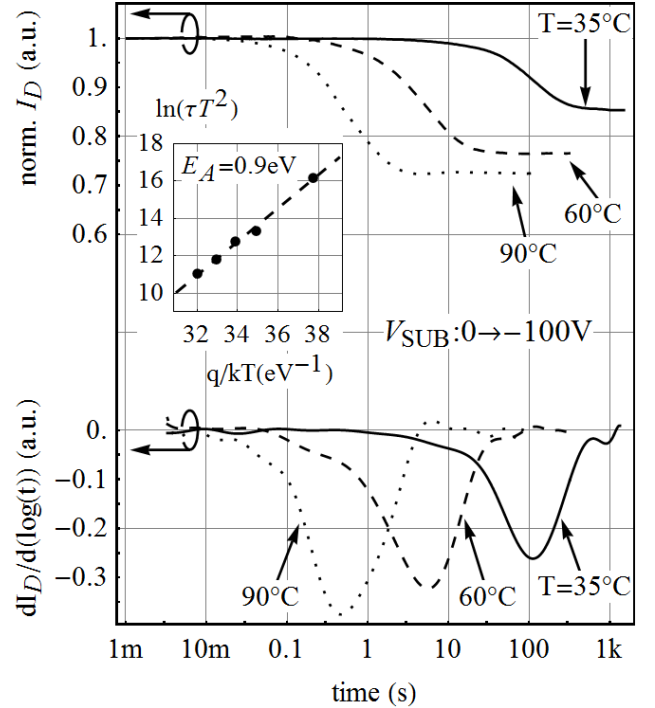 norm. I_D (a.u.)
1.
0.9
0.8
0.7
0.6
T=35°C
60°C
90°C
ln(τT²)
18
16
14
12
10
E_A=0.9eV
32 34 36 38
q/kT(eV⁻¹)
V_SUB:0→−100V
dI_D/d(log(t)) (a.u.)
0.
−0.1
−0.2
−0.3
90°C
60°C
T=35°C
1m 10m 0.1 1 10 100 1k
time (s)